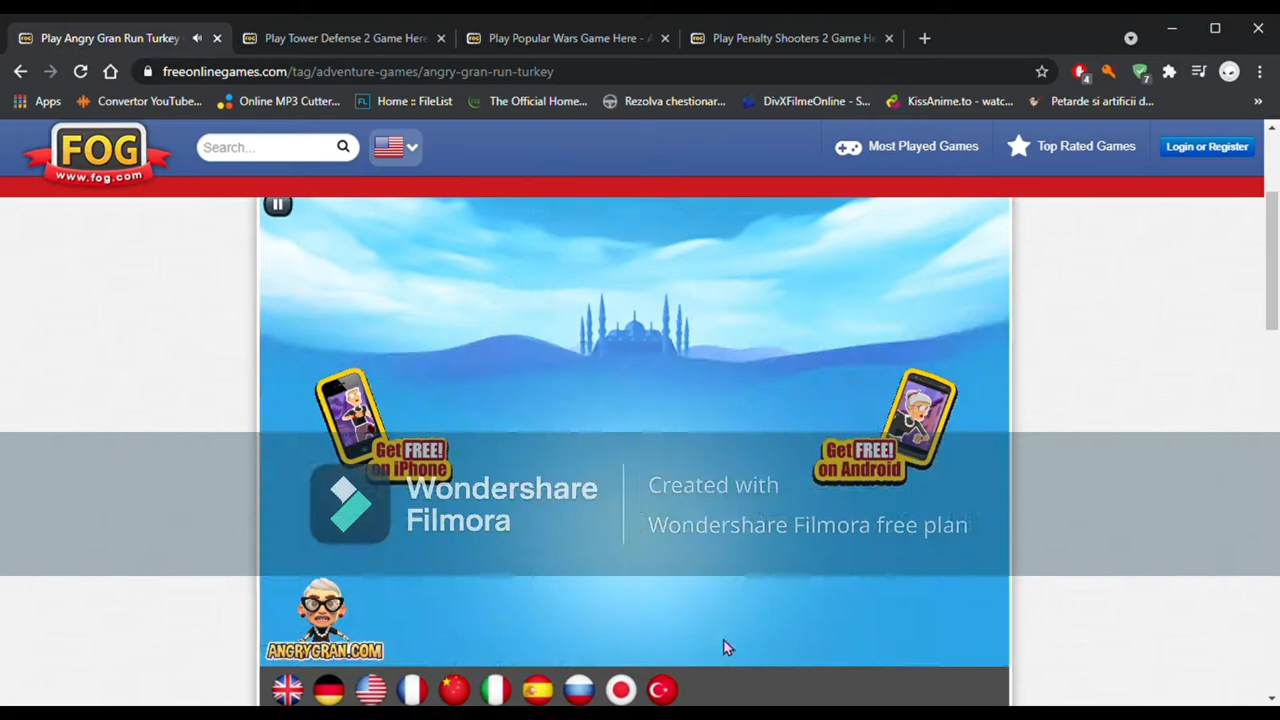 Play Angry Gran Run Turkey
Play Tower Defense 2 Game Here
Play Popular Wars Game Here - A
Play Penalty Shooters 2 Game He
freeonlinegames.com/tag/adventure-games/angry-gran-run-turkey
4
7
Apps
Convertor YouTube...
Online MP3 Cutter...
FL
Home :: FileList
The Official Home...
Rezolva chestionar...
DivXFilmeOnline - S...
KissAnime.to - watc...
Petarde si artificii d...
»
FOG
www.fog.com
Search...
Most Played Games
Top Rated Games
Login or Register
Get FREE!
on iPhone
Get FREE!
on Android
Wondershare
Filmora
Created with
Wondershare Filmora free plan
ANGRYGRAN.COM